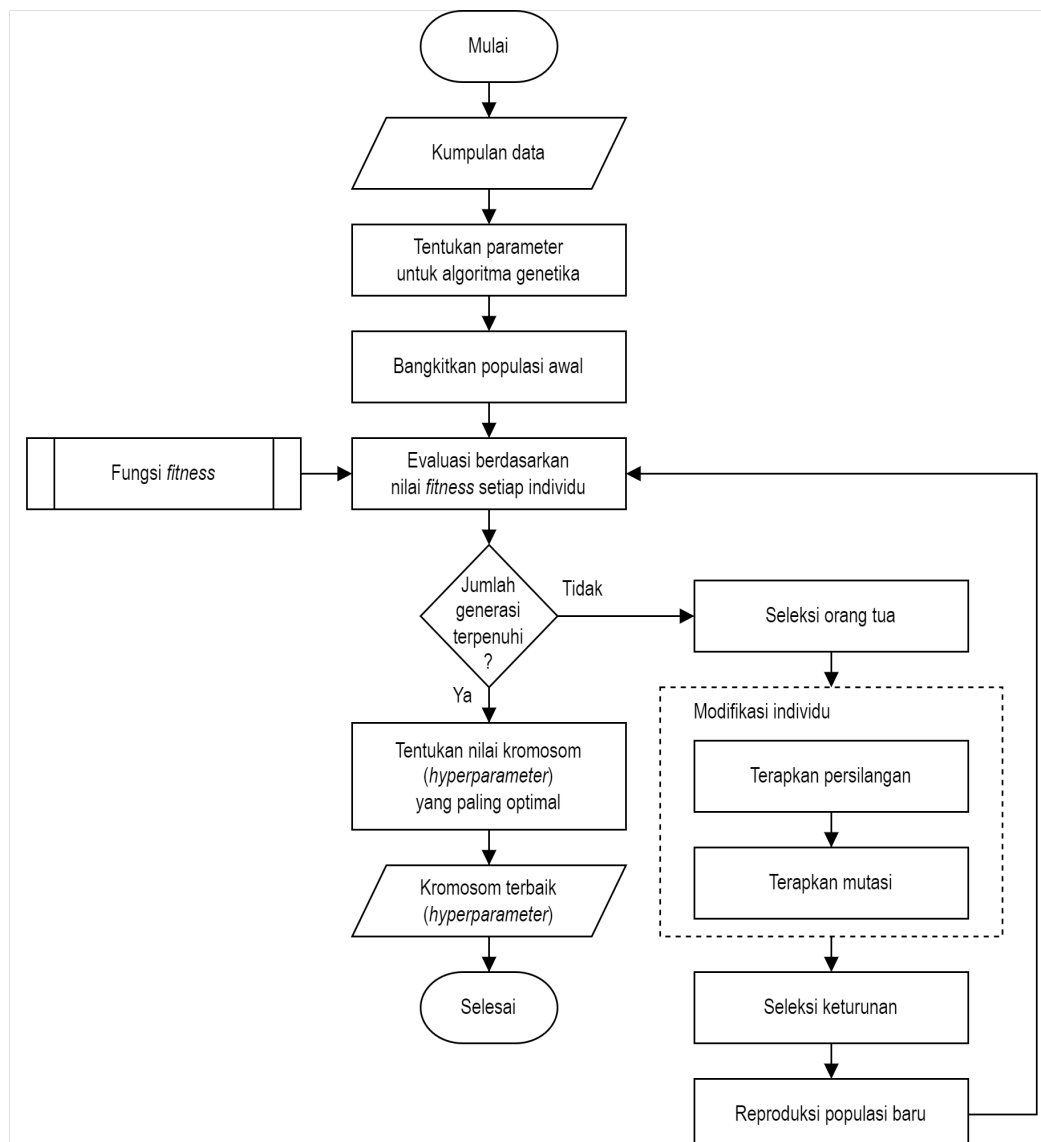 Mulai
Kumpulan data
Tentukan parameter
untuk algoritma genetika
Bangkitkan populasi awal
Fungsi fitness
Evaluasi berdasarkan
nilai fitness setiap individu
Jumlah
generasi
terpenuhi
?
Tidak
Ya
Seleksi orang tua
Modifikasi individu
Terapkan persilangan
Terapkan mutasi
Seleksi keturunan
Reproduksi populasi baru
Tentukan nilai kromosom
(hyperparameter)
yang paling optimal
Kromosom terbaik
(hyperparameter)
Selesai